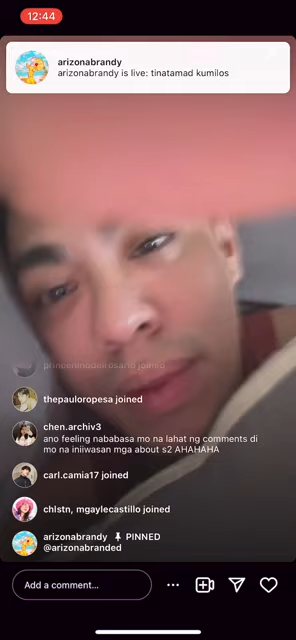 12:44
arizonabrandy
arizonabrandy is live: tinatamad kumilos
joined
thepauloropesa joined
chen.archiv3
ano feeling nababasa mo na lahat ng comments di
mo na iniiwasan mga about s2 AHAHAHA
carl.camia17 joined
chlstn, mgaylecastillo joined
arizonabrandy PINNED
@arizonabranded
Add a comment...